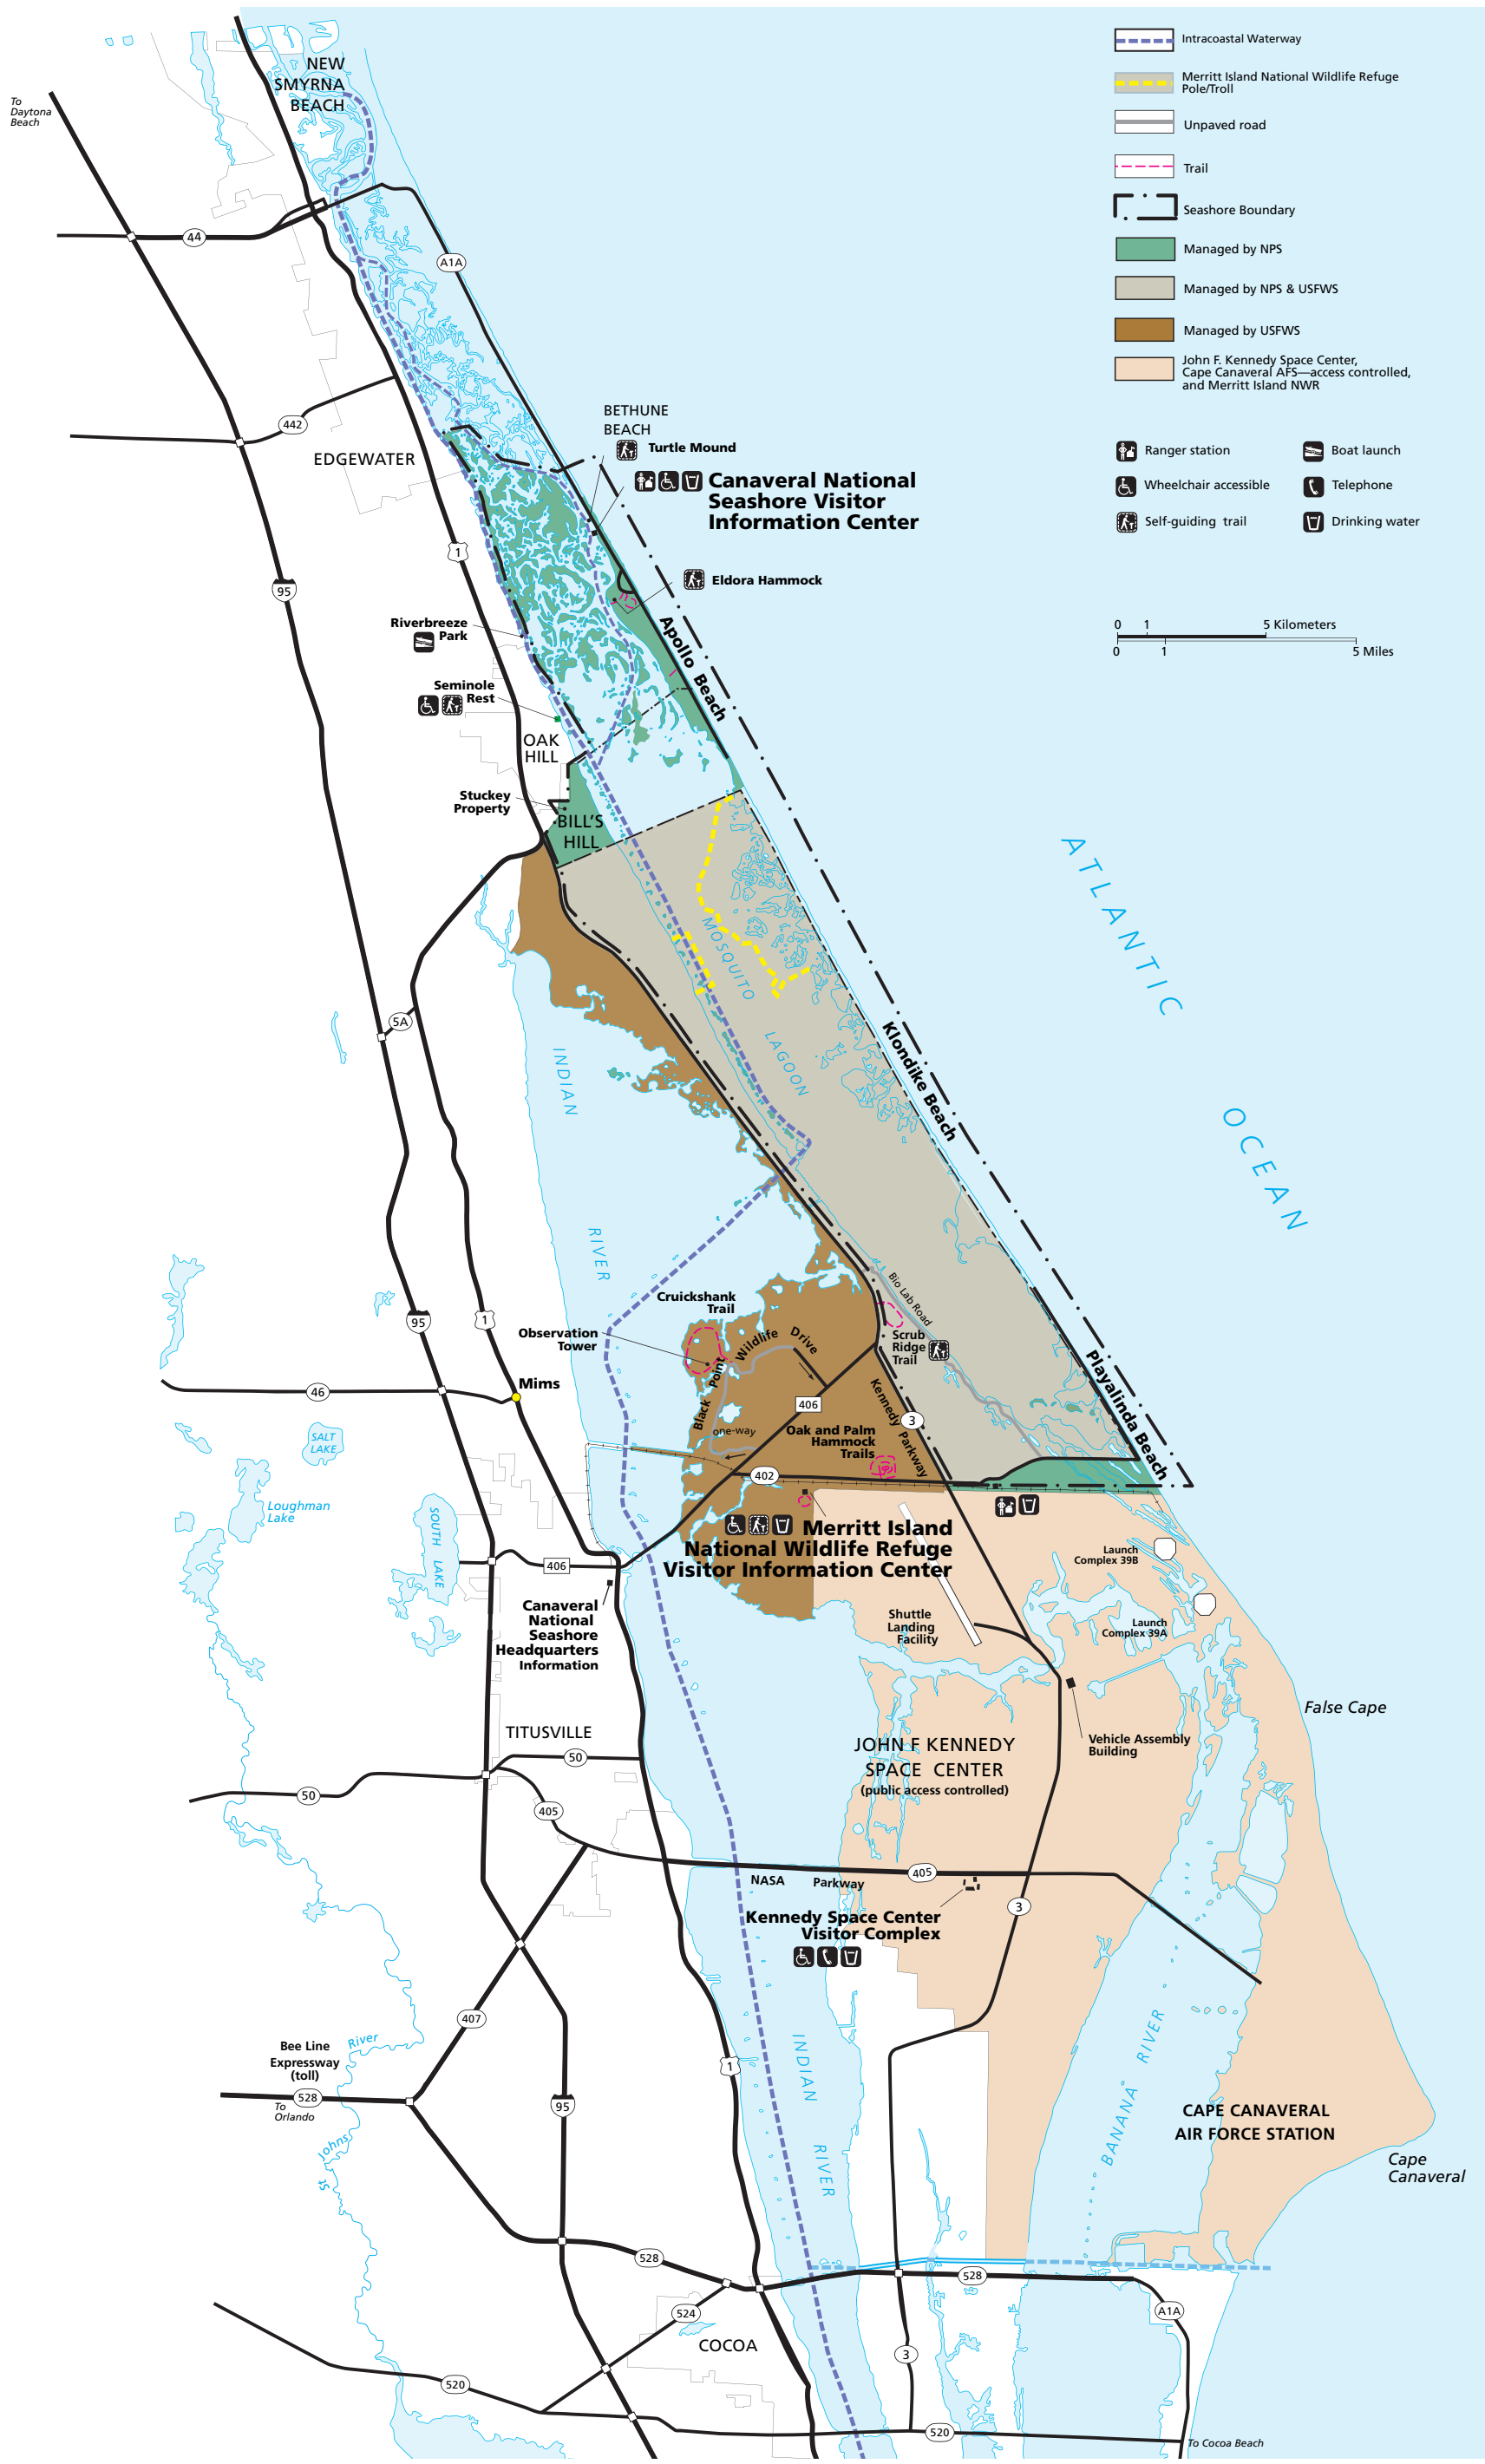 NEW
SMYRNA
BEACH
To
Daytona
Beach
Intracoastal Waterway
Merritt Island National Wildlife Refuge
Pole/Troll
Unpaved road
Trail
Seashore Boundary
Managed by NPS
Managed by NPS & USFWS
Managed by USFWS
John F. Kennedy Space Center,
Cape Canaveral AFS—access controlled,
and Merritt Island NWR
Ranger station
Boat launch
Wheelchair accessible
Telephone
Self-guiding trail
Drinking water
0 1 5 Kilometers
0 1 5 Miles
44
A1A
442
EDGEWATER
BETHUNE
BEACH
Turtle Mound
Canaveral National
Seashore Visitor
Information Center
1
95
Eldora Hammock
Riverbreeze
Park
Apollo Beach
Seminole
Rest
OAK
HILL
Stuckey
Property
BILL'S
HILL
ATLANTIC
OCEAN
MOSQUITO
LAGOON
5A
INDIAN
RIVER
Klondike Beach
Cruickshank
Trail
Observation
Tower
Bio Lab Road
Scrub
Ridge
Trail
Black Point Wildlife Drive
one-way
95
1
46
Mims
406
Kennedy Parkway
3
Oak and Palm
Hammock
Trails
Playalinda Beach
402
SALT
LAKE
Loughman
Lake
SOUTH LAKE
Merritt Island
National Wildlife Refuge
Visitor Information Center
Launch
Complex 39B
406
Canaveral
National
Seashore
Headquarters
Information
Shuttle
Landing
Facility
Launch
Complex 39A
False Cape
Vehicle Assembly
Building
JOHN F KENNEDY
SPACE CENTER
(public access controlled)
TITUSVILLE
50
50
405
405
NASA Parkway
Kennedy Space Center
Visitor Complex
3
407
Bee Line
Expressway
(toll)
528
To
Orlando
St Johns River
1
95
INDIAN
RIVER
BANANA RIVER
CAPE CANAVERAL
AIR FORCE STATION
Cape
Canaveral
528
528
524
COCOA
A1A
3
520
520
To Cocoa Beach